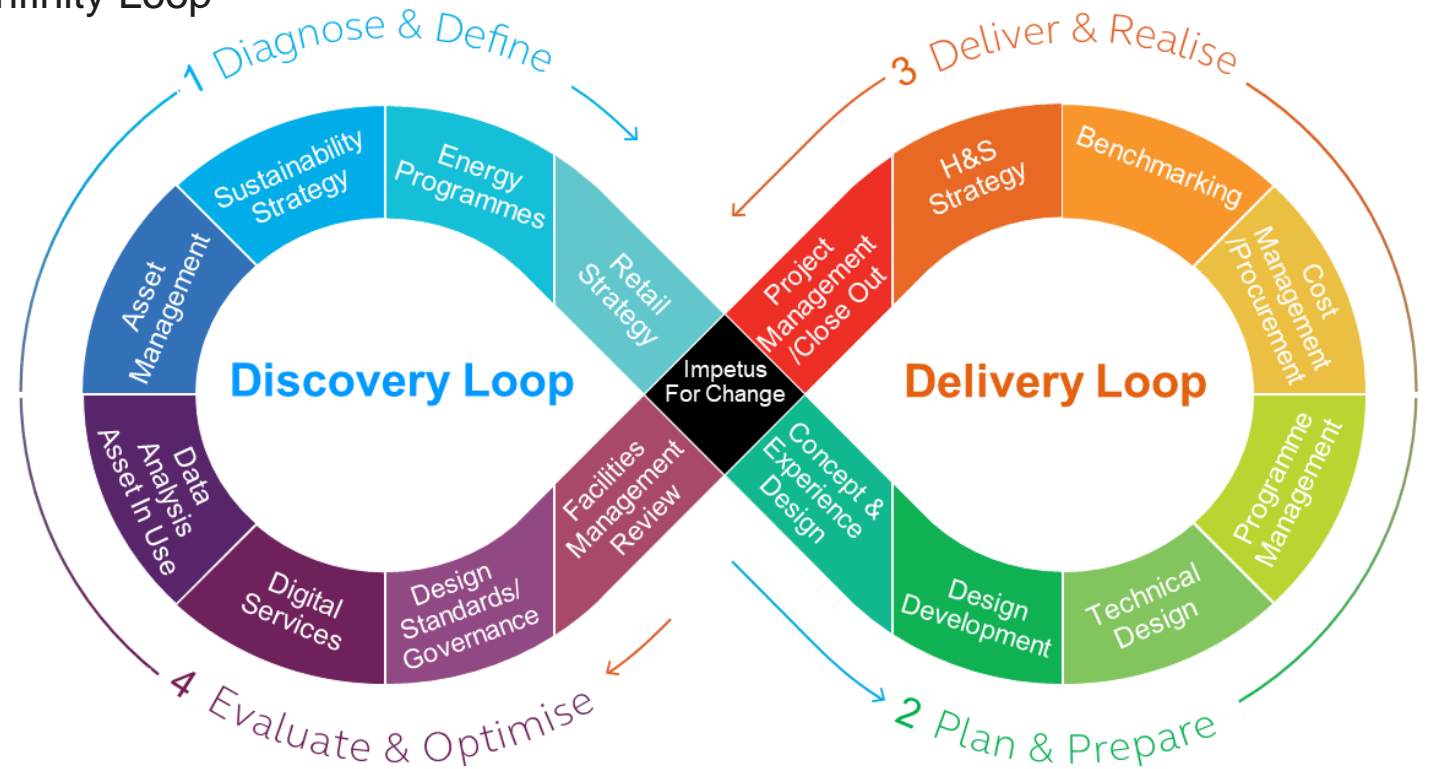 Infinity Loop
1 Diagnose & Define
3 Deliver & Realise
Sustainability
Strategy
Energy
Programmes
Retail
Strategy
Asset
Management
Discovery Loop
Impetus
For Change
Project
Management
/Close Out
H&S
Strategy
Benchmarking
Cost
Management
/Procurement
Delivery Loop
Programme
Management
Technical
Design
Design
Development
Concept &
Experience
Design
Facilities
Management
Review
Design
Standards/
Governance
Digital
Services
Data
Analysis
Asset In Use
4 Evaluate & Optimise
2 Plan & Prepare